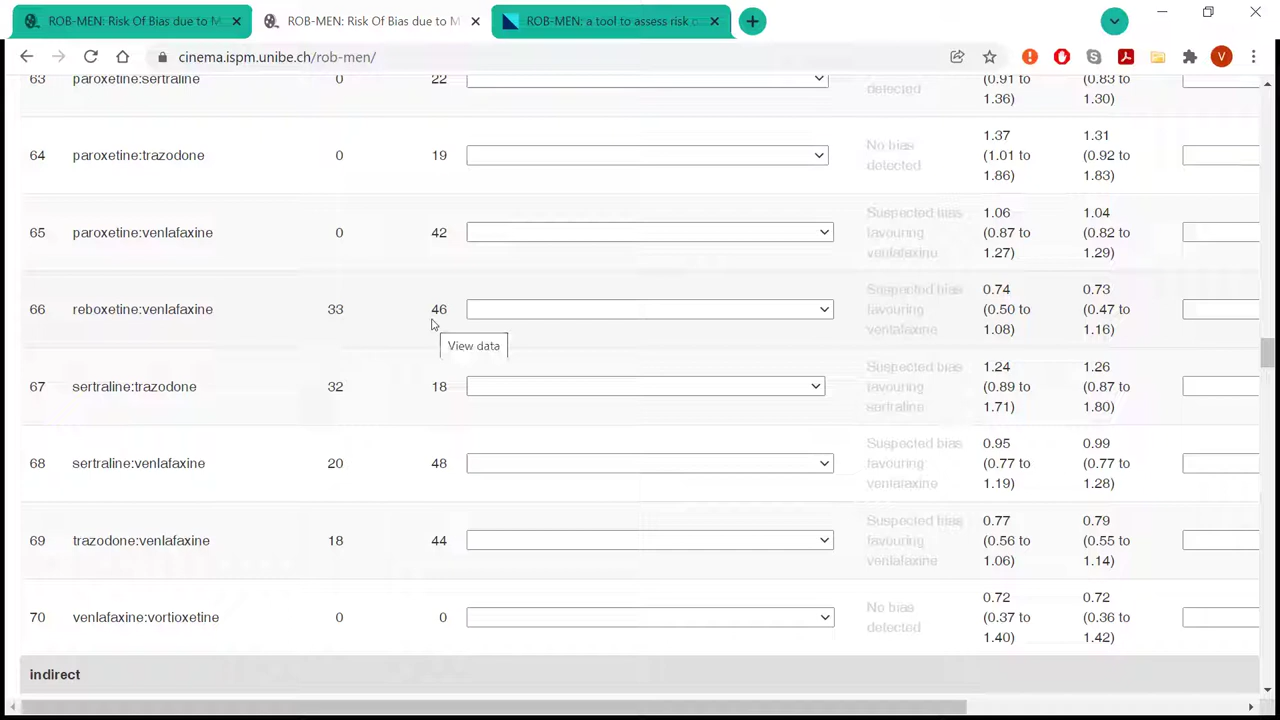 ROB-MEN: Risk Of Bias due to M
ROB-MEN: Risk Of Bias due to M
ROB-MEN: a tool to assess risk o
cinema.ispm.unibe.ch/rob-men/
V
63 paroxetine:sertraline 0 22 detected (0.91 to 1.36) (0.83 to 1.30)
64 paroxetine:trazodone 0 19 No bias detected 1.37 (1.01 to 1.86) 1.31 (0.92 to 1.83)
65 paroxetine:venlafaxine 0 42 Suspected bias favouring venlafaxine 1.06 (0.87 to 1.27) 1.04 (0.82 to 1.29)
66 reboxetine:venlafaxine 33 46 Suspected bias favouring venlafaxine 0.74 (0.50 to 1.08) 0.73 (0.47 to 1.16)
View data
67 sertraline:trazodone 32 18 Suspected bias favouring sertraline 1.24 (0.89 to 1.71) 1.26 (0.87 to 1.80)
68 sertraline:venlafaxine 20 48 Suspected bias favouring venlafaxine 0.95 (0.77 to 1.19) 0.99 (0.77 to 1.28)
69 trazodone:venlafaxine 18 44 Suspected bias favouring venlafaxine 0.77 (0.56 to 1.06) 0.79 (0.55 to 1.14)
70 venlafaxine:vortioxetine 0 0 No bias detected 0.72 (0.37 to 1.40) 0.72 (0.36 to 1.42)
indirect